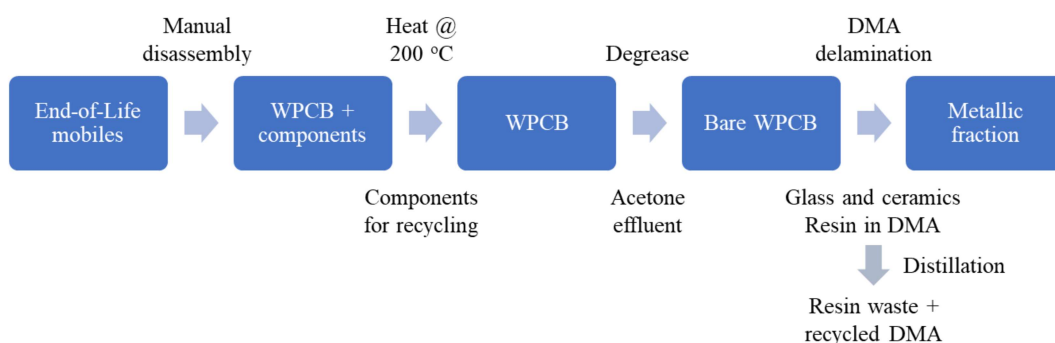 Manual
disassembly
Heat @
200 °C
Degrease
DMA
delamination
End-of-Life
mobiles
WPCB +
components
WPCB
Bare WPCB
Metallic
fraction
Components
for recycling
Acetone
effluent
Glass and ceramics
Resin in DMA
Distillation
Resin waste +
recycled DMA